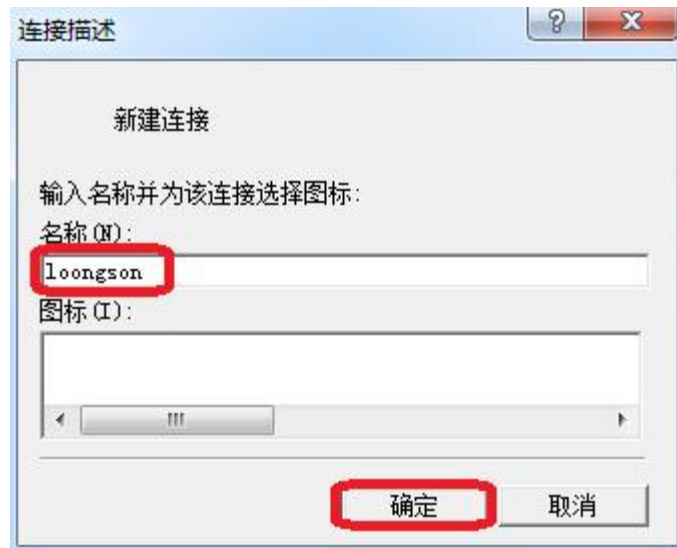 连接描述
新建连接
输入名称并为该连接选择图标:
名称(N):
loongson
图标(I):
确定 取消